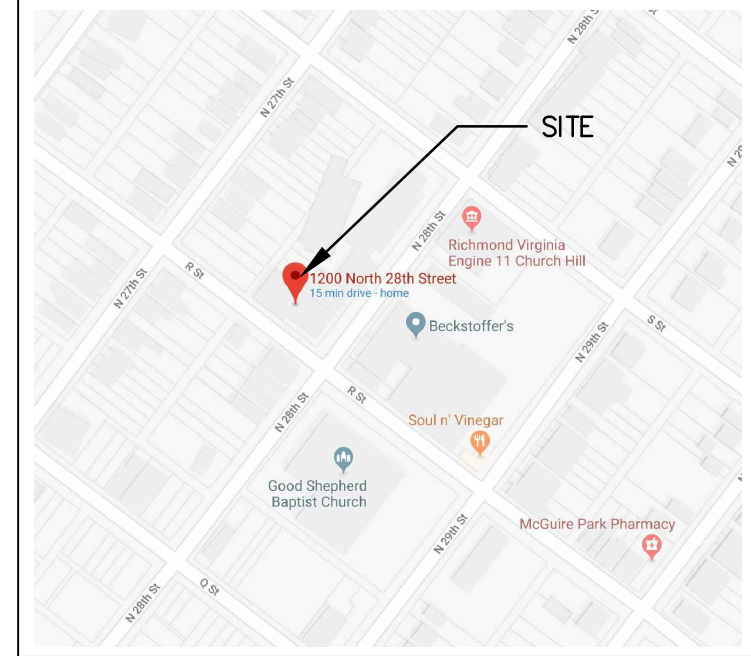 N 28th St
N 27th St
SITE
N 29
N 28th St
Richmond Virginia
Engine 11 Church Hill
R St
N 27th St
1200 North 28th Street
15 min drive - home
Beckstoffer's
S St
N 29th St
R St
N 28th St
Soul n' Vinegar
Good Shepherd
Baptist Church
McGuire Park Pharmacy
N 29th St
Q St
N 28th St